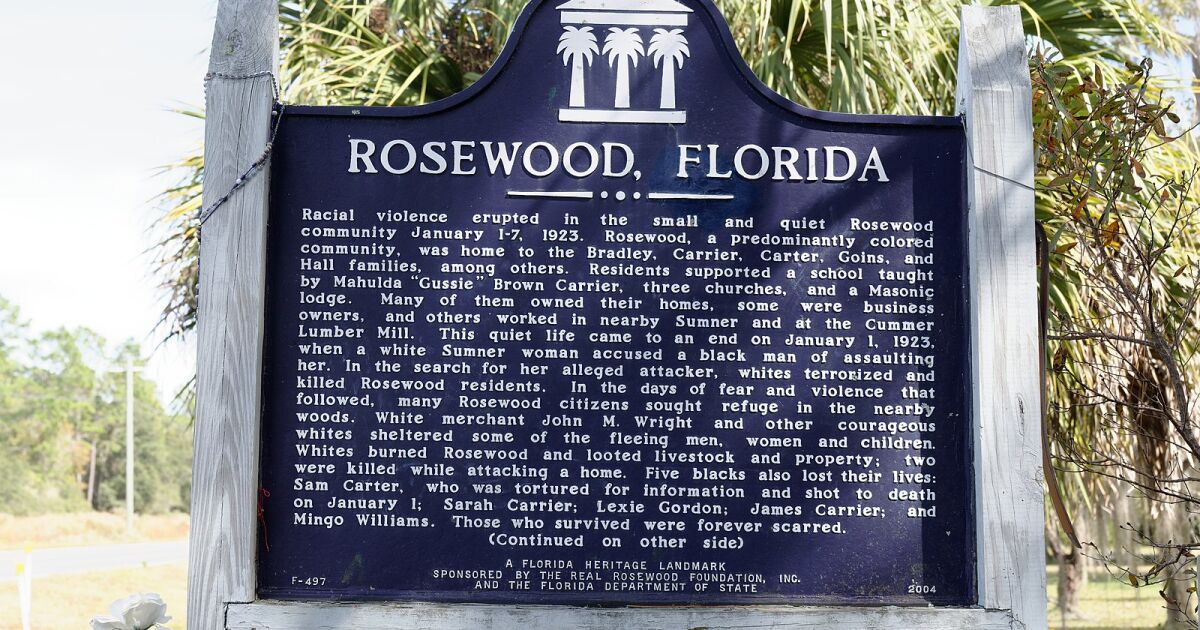 ROSEWOOD, FLORIDA
Racial violence erupted in the small and quiet Rosewood
community January 1-7, 1923. Rosewood, a predominantly colored
community, was home to the Bradley, Carrier, Carter, Goins, and
Hall families, among others. Residents supported a school taught
by Mahulda "Gussie" Brown Carrier, three churches, and a Masonic
lodge. Many of them owned their homes, some were business
owners, and others worked in nearby Sumner and at the Cummer
Lumber Mill. This quiet life came to an end on January 1, 1923,
when a white Sumner woman accused a black man of assaulting
her. In the search for her alleged attacker, whites terrorized and
killed Rosewood residents. In the days of fear and violence that
followed, many Rosewood citizens sought refuge in the nearby
woods. White merchant John M. Wright and other courageous
whites sheltered some of the fleeing men, women and children.
Whites burned Rosewood and looted livestock and property; two
were killed while attacking a home. Five blacks also lost their lives:
Sam Carter, who was tortured for information and shot to death
on January 1; Sarah Carrier; Lexie Gordon; James Carrier; and
Mingo Williams. Those who survived were forever scarred.
(Continued on other side)
A FLORIDA HERITAGE LANDMARK
SPONSORED BY THE REAL ROSEWOOD FOUNDATION, INC.
AND THE FLORIDA DEPARTMENT OF STATE
F-497
2004